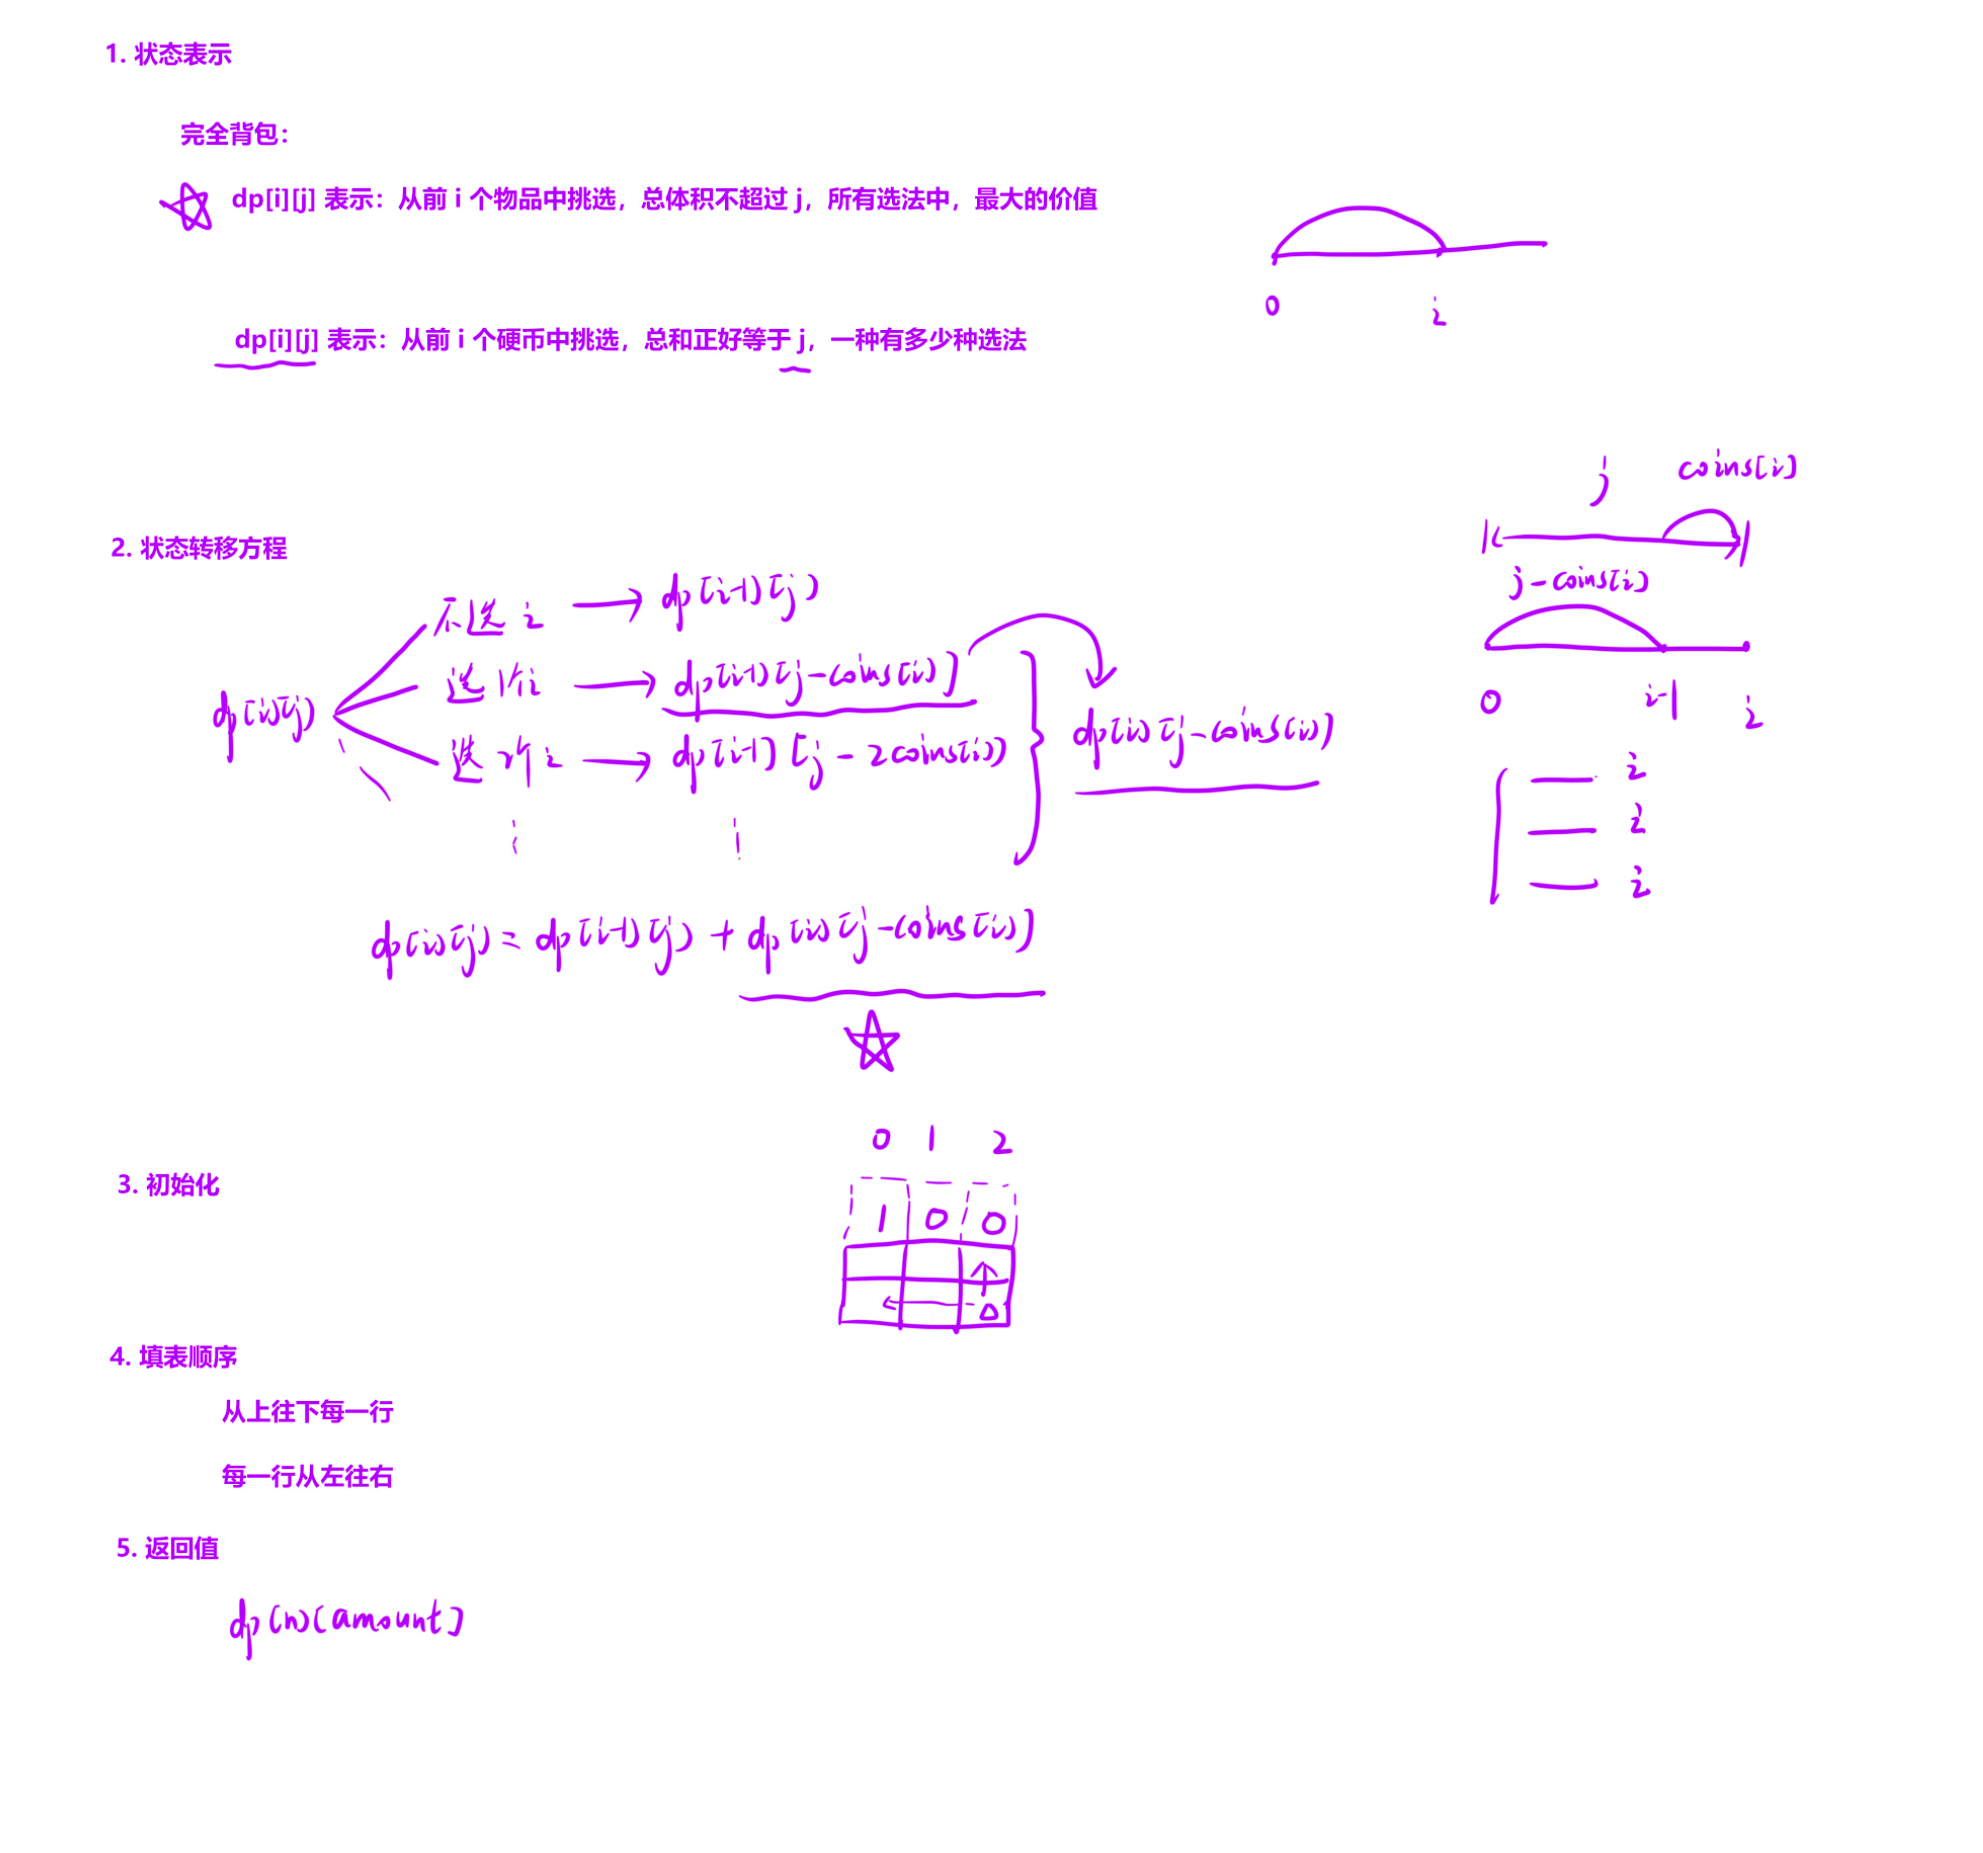 1. 状态表示
完全背包：
dp[i][j] 表示：从前 i 个物品中挑选，总体积不超过 j，所有选法中，最大的价值
0 i
dp[i][j] 表示：从前 i 个硬币中挑选，总和正好等于 j，一种有多少种选法
j coins[i]
2. 状态转移方程
j-coins[i]
不选 i → dp[i-1][j]
选 1个 i → dp[i-1][j-coins[i]]
dp[i][j]
dp[i][j-coins[i]]
0 i-1 i
选 2个 i → dp[i-1][j-2coins[i]]
i
i
i
dp[i][j] = dp[i-1][j] + dp[i][j-coins[i]]
0 1 2
3. 初始化
1 0 0
4. 填表顺序
从上往下每一行
每一行从左往右
5. 返回值
dp[n][amount]